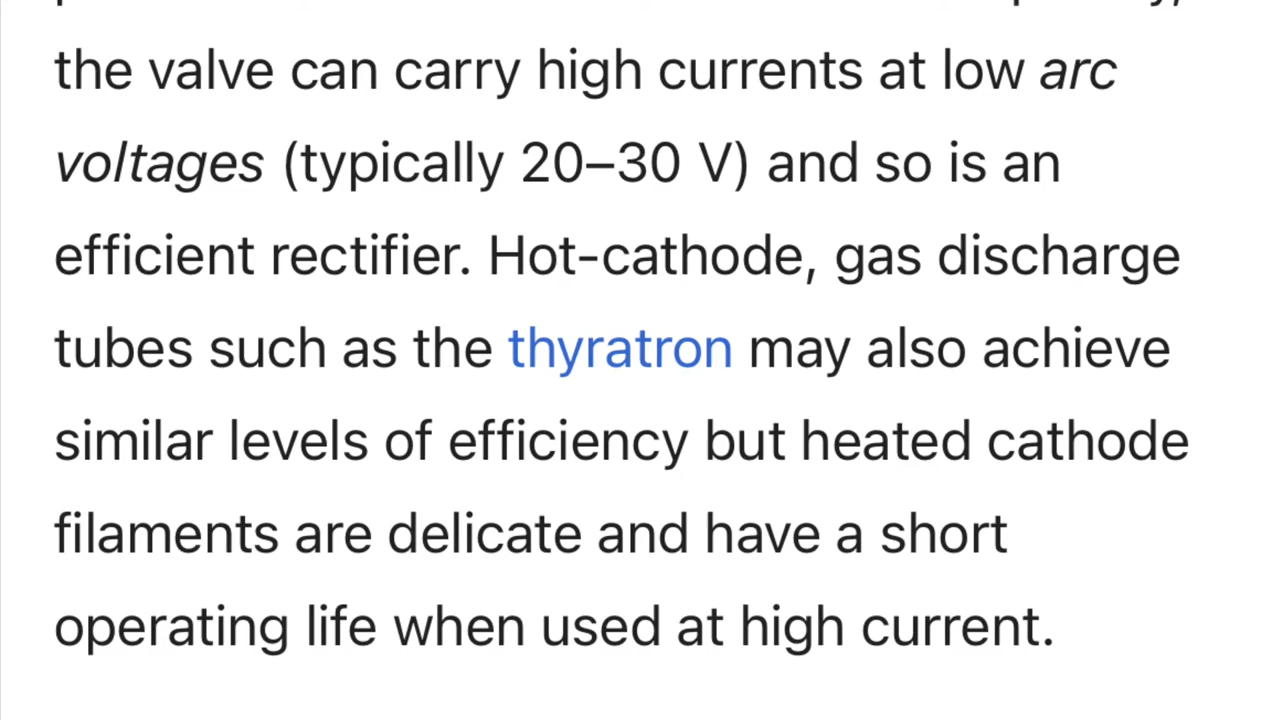 the valve can carry high currents at low arc
voltages (typically 20–30 V) and so is an
efficient rectifier. Hot-cathode, gas discharge
tubes such as the thyratron may also achieve
similar levels of efficiency but heated cathode
filaments are delicate and have a short
operating life when used at high current.